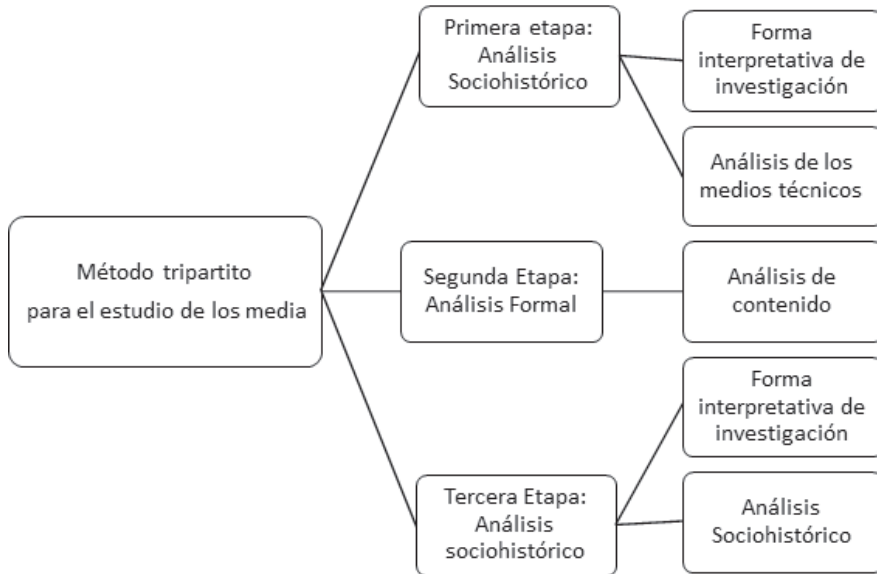 Primera etapa:
Análisis
Sociohistórico
Forma
interpretativa de
investigación
Análisis de los
medios técnicos
Método tripartito
para el estudio de los media
Segunda Etapa:
Análisis Formal
Análisis de
contenido
Tercera Etapa:
Análisis
sociohistórico
Forma
interpretativa de
investigación
Análisis
Sociohistórico